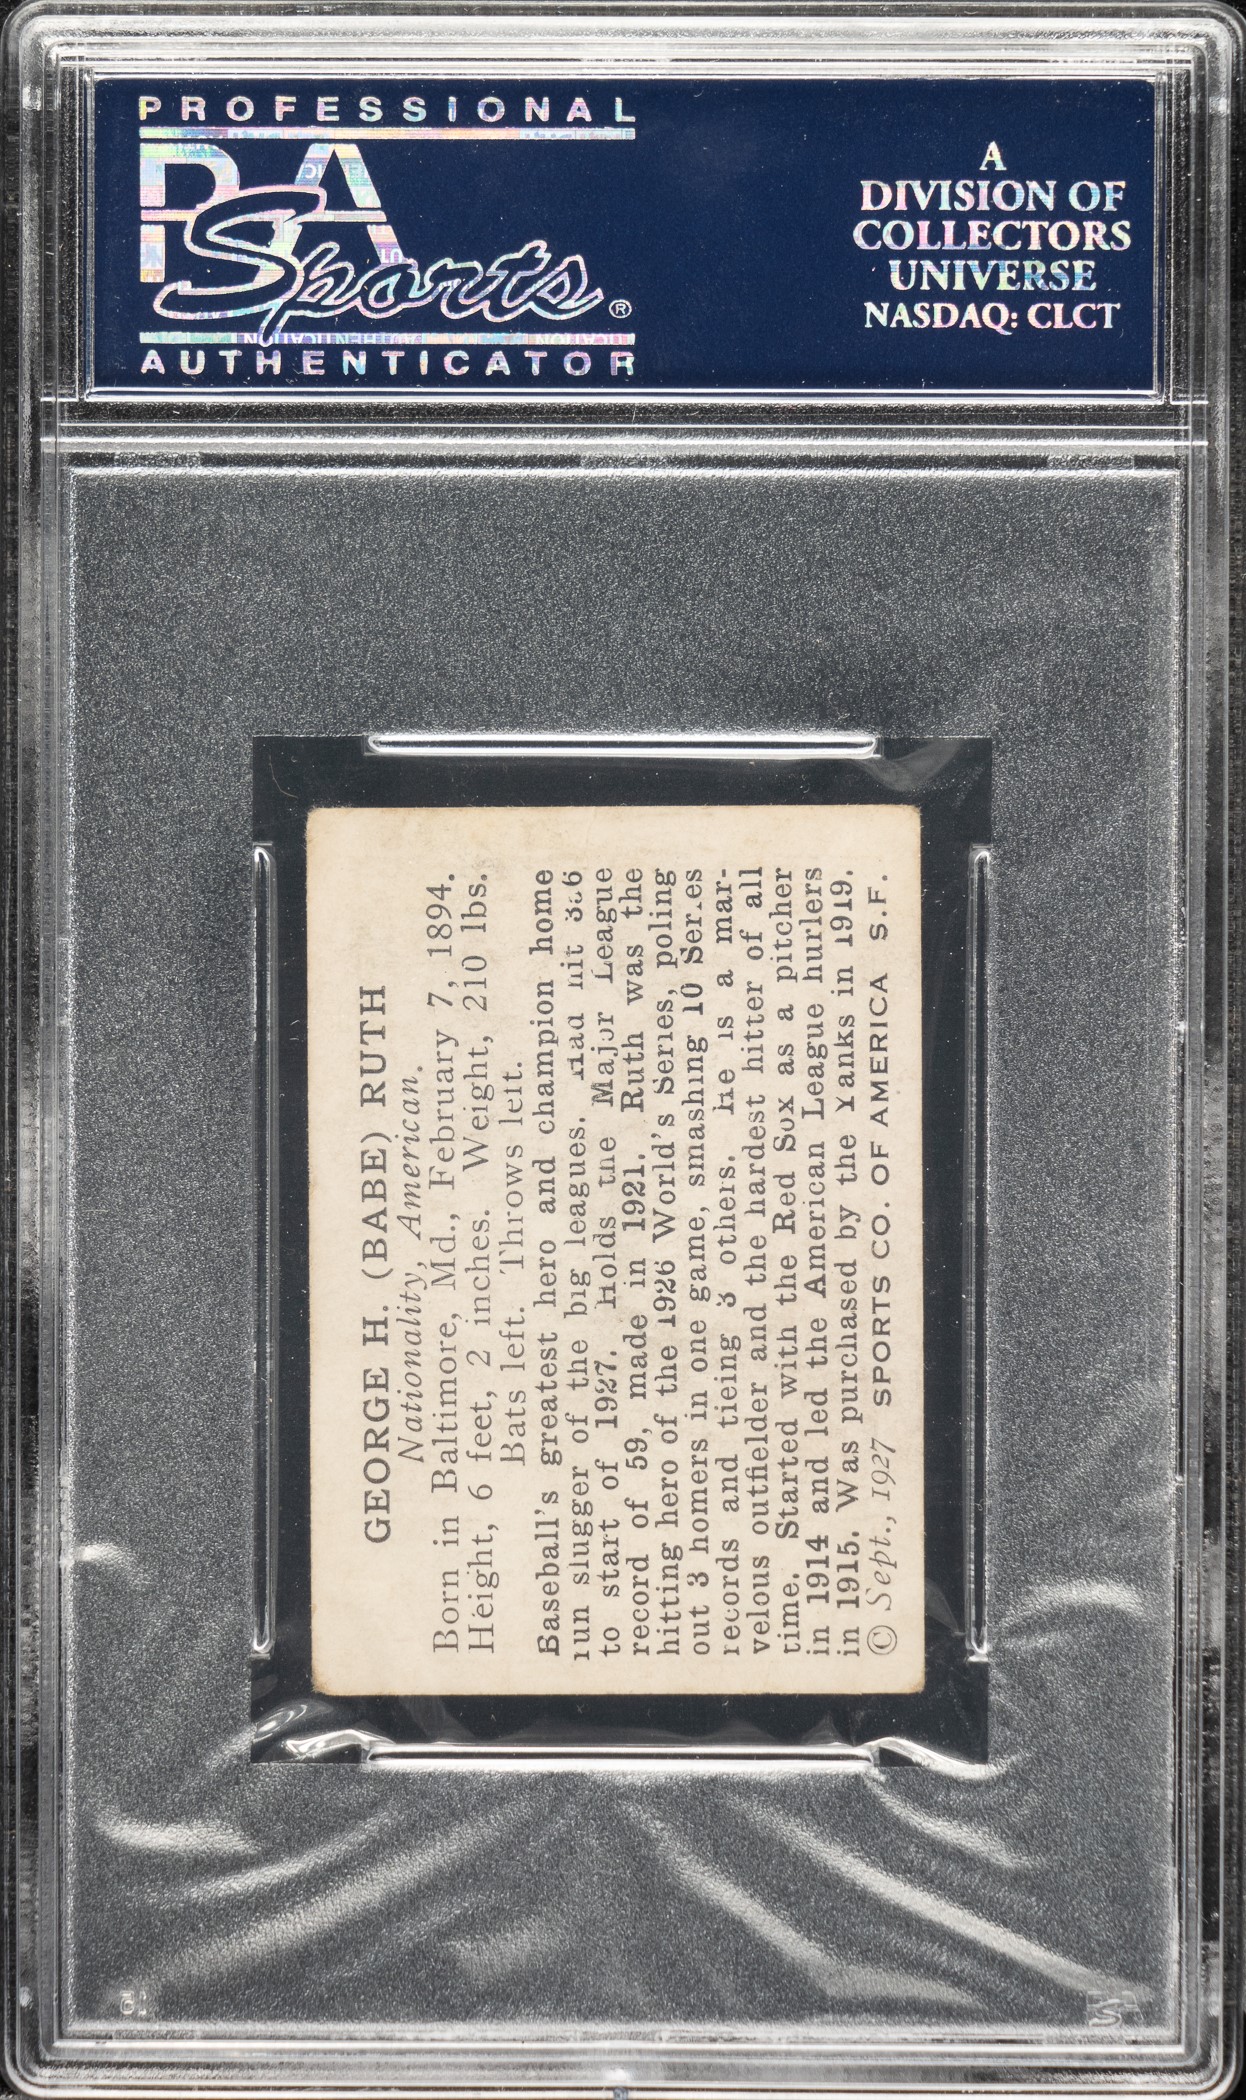 PROFESSIONAL
PSA
Sports®
AUTHENTICATOR
A
DIVISION OF
COLLECTORS
UNIVERSE
NASDAQ: CLCT
GEORGE H. (BABE) RUTH
Nationality, American.
Born in Baltimore, Md., February 7, 1894.
Height, 6 feet, 2 inches. Weight, 210 lbs.
Bats left. Throws left.
Baseball's greatest hero and champion home
run slugger of the big leagues. Had hit
to start of 1927. Holds the Major League
record of 59, made in 1921. Ruth was the
hitting hero of the 1926 World's Series, poling
out 3 homers in one game, smashing 10 Series
records and tieing 3 others. He is a mar-
velous outfielder and the hardest hitter of all
time. Started with the Red Sox as a pitcher
in 1914 and led the American League hurlers
in 1915. Was purchased by the Yanks in 1919.
© Sept., 1927 SPORTS CO. OF AMERICA S.F.